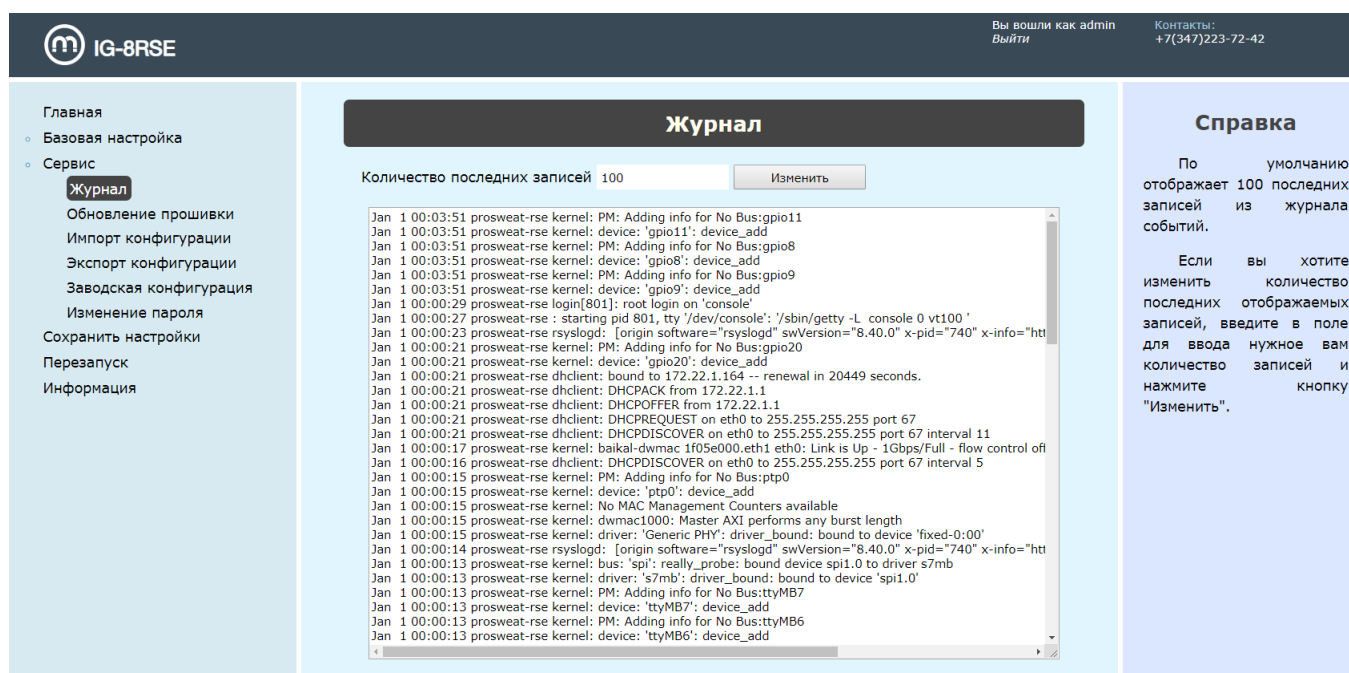 IG-8RSE
Вы вошли как admin
Выйти
Контакты:
+7(347)223-72-42
Главная
Базовая настройка
Сервис
Журнал
Обновление прошивки
Импорт конфигурации
Экспорт конфигурации
Заводская конфигурация
Изменение пароля
Сохранить настройки
Перезапуск
Информация
Журнал
Количество последних записей 100 Изменить
Jan 1 00:03:51 prosweat-rse kernel: PM: Adding info for No Bus:gpio11
Jan 1 00:03:51 prosweat-rse kernel: device: 'gpio11': device_add
Jan 1 00:03:51 prosweat-rse kernel: PM: Adding info for No Bus:gpio8
Jan 1 00:03:51 prosweat-rse kernel: device: 'gpio8': device_add
Jan 1 00:03:51 prosweat-rse kernel: PM: Adding info for No Bus:gpio9
Jan 1 00:03:51 prosweat-rse kernel: device: 'gpio9': device_add
Jan 1 00:00:29 prosweat-rse login[801]: root login on 'console'
Jan 1 00:00:27 prosweat-rse : starting pid 801, tty '/dev/console': '/sbin/getty -L console 0 vt100 '
Jan 1 00:00:23 prosweat-rse rsyslogd: [origin software="rsyslogd" swVersion="8.40.0" x-pid="740" x-info="htt
Jan 1 00:00:21 prosweat-rse kernel: PM: Adding info for No Bus:gpio20
Jan 1 00:00:21 prosweat-rse kernel: device: 'gpio20': device_add
Jan 1 00:00:21 prosweat-rse dhclient: bound to 172.22.1.164 -- renewal in 20449 seconds.
Jan 1 00:00:21 prosweat-rse dhclient: DHCPACK from 172.22.1.1
Jan 1 00:00:21 prosweat-rse dhclient: DHCPOFFER from 172.22.1.1
Jan 1 00:00:21 prosweat-rse dhclient: DHCPREQUEST on eth0 to 255.255.255.255 port 67
Jan 1 00:00:21 prosweat-rse dhclient: DHCPDISCOVER on eth0 to 255.255.255.255 port 67 interval 11
Jan 1 00:00:17 prosweat-rse kernel: baikal-dwmac 1f05e000.eth1 eth0: Link is Up - 1Gbps/Full - flow control off
Jan 1 00:00:16 prosweat-rse dhclient: DHCPDISCOVER on eth0 to 255.255.255.255 port 67 interval 5
Jan 1 00:00:15 prosweat-rse kernel: PM: Adding info for No Bus:ptp0
Jan 1 00:00:15 prosweat-rse kernel: device: 'ptp0': device_add
Jan 1 00:00:15 prosweat-rse kernel: No MAC Management Counters available
Jan 1 00:00:15 prosweat-rse kernel: dwmac1000: Master AXI performs any burst length
Jan 1 00:00:15 prosweat-rse kernel: driver: 'Generic PHY': driver_bound: bound to device 'fixed-0:00'
Jan 1 00:00:14 prosweat-rse rsyslogd: [origin software="rsyslogd" swVersion="8.40.0" x-pid="740" x-info="htt
Jan 1 00:00:13 prosweat-rse kernel: bus: 'spi': really_probe: bound device spi1.0 to driver s7mb
Jan 1 00:00:13 prosweat-rse kernel: driver: 's7mb': driver_bound: bound to device 'spi1.0'
Jan 1 00:00:13 prosweat-rse kernel: PM: Adding info for No Bus:ttyMB7
Jan 1 00:00:13 prosweat-rse kernel: device: 'ttyMB7': device_add
Jan 1 00:00:13 prosweat-rse kernel: PM: Adding info for No Bus:ttyMB6
Jan 1 00:00:13 prosweat-rse kernel: device: 'ttyMB6': device_add
Справка
По умолчанию
отображает 100 последних
записей из журнала
событий.
Если вы хотите
изменить количество
последних отображаемых
записей, введите в поле
для ввода нужное вам
количество записей и
нажмите кнопку
"Изменить".